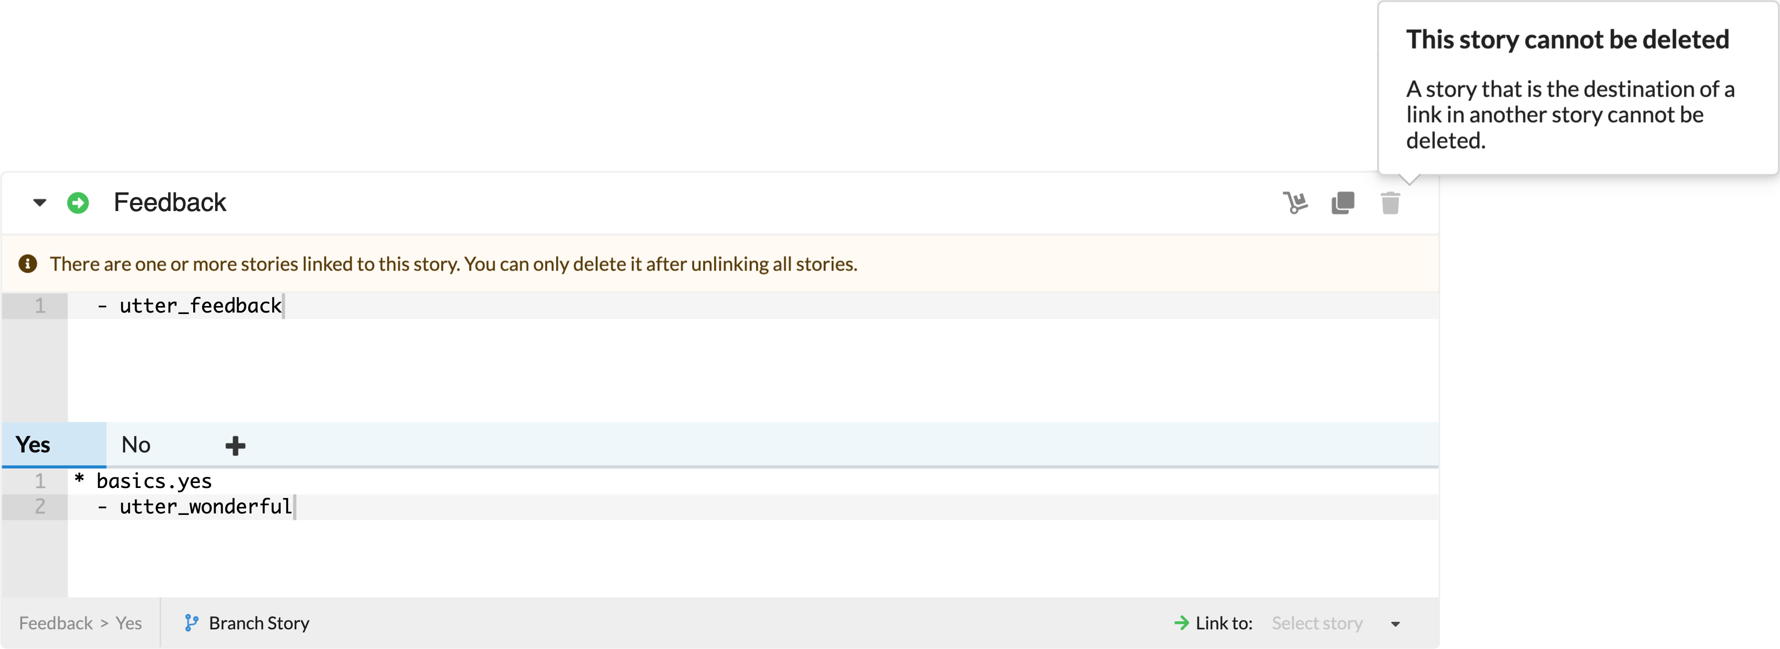 This story cannot be deleted
A story that is the destination of a
link in another story cannot be
deleted.
Feedback
There are one or more stories linked to this story. You can only delete it after unlinking all stories.
1 - utter_feedback
Yes No
1 * basics.yes
2 - utter_wonderful
Feedback > Yes Branch Story Link to: Select story